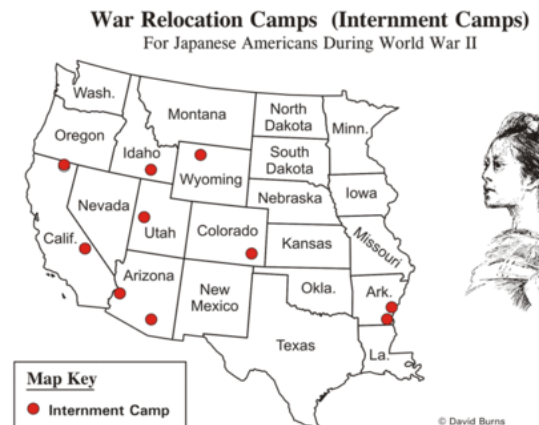 War Relocation Camps (Internment Camps)
For Japanese Americans During World War II
Wash.
Montana
North
Dakota
Minn.
Oregon
Idaho
South
Dakota
Wyoming
Iowa
Nebraska
Nevada
Utah
Colorado
Kansas
Missouri
Calif.
Arizona
New
Mexico
Okla.
Ark.
Texas
La.
Map Key
Internment Camp
© David Burns